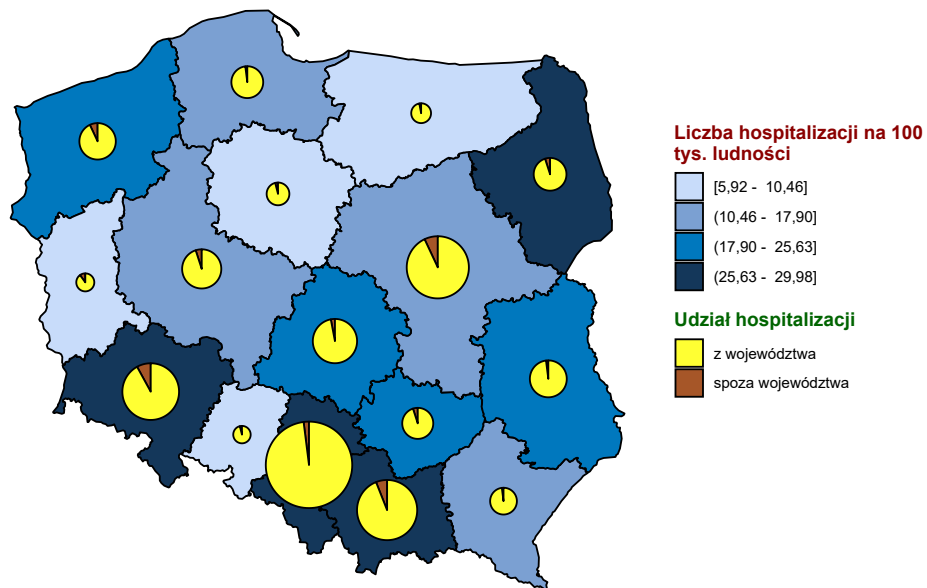 Liczba hospitalizacji na 100
tys. ludności
[5,92 - 10,46]
(10,46 - 17,90]
(17,90 - 25,63]
(25,63 - 29,98]
Udział hospitalizacji
z województwa
spoza województwa